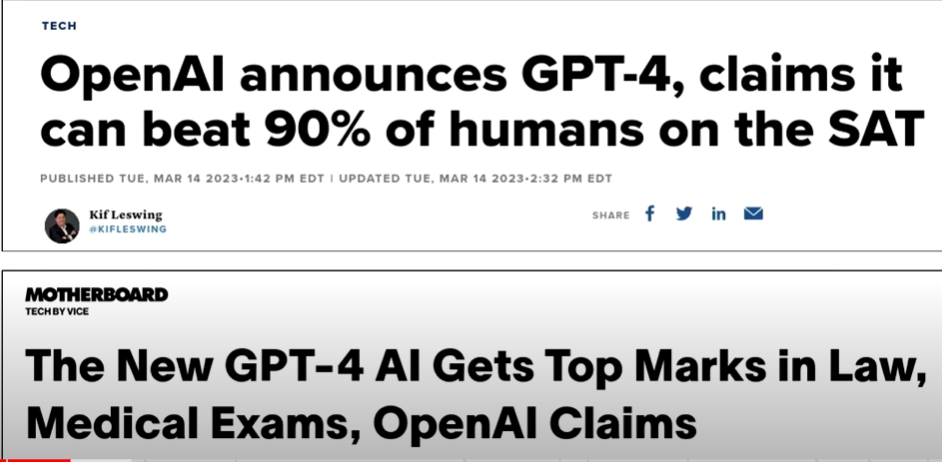 TECH
OpenAI announces GPT-4, claims it
can beat 90% of humans on the SAT
PUBLISHED TUE, MAR 14 2023•1:42 PM EDT | UPDATED TUE, MAR 14 2023•2:32 PM EDT
Kif Leswing
@KIFLESWING
SHARE f in
MOTHERBOARD
TECH BY VICE
The New GPT-4 AI Gets Top Marks in Law,
Medical Exams, OpenAI Claims